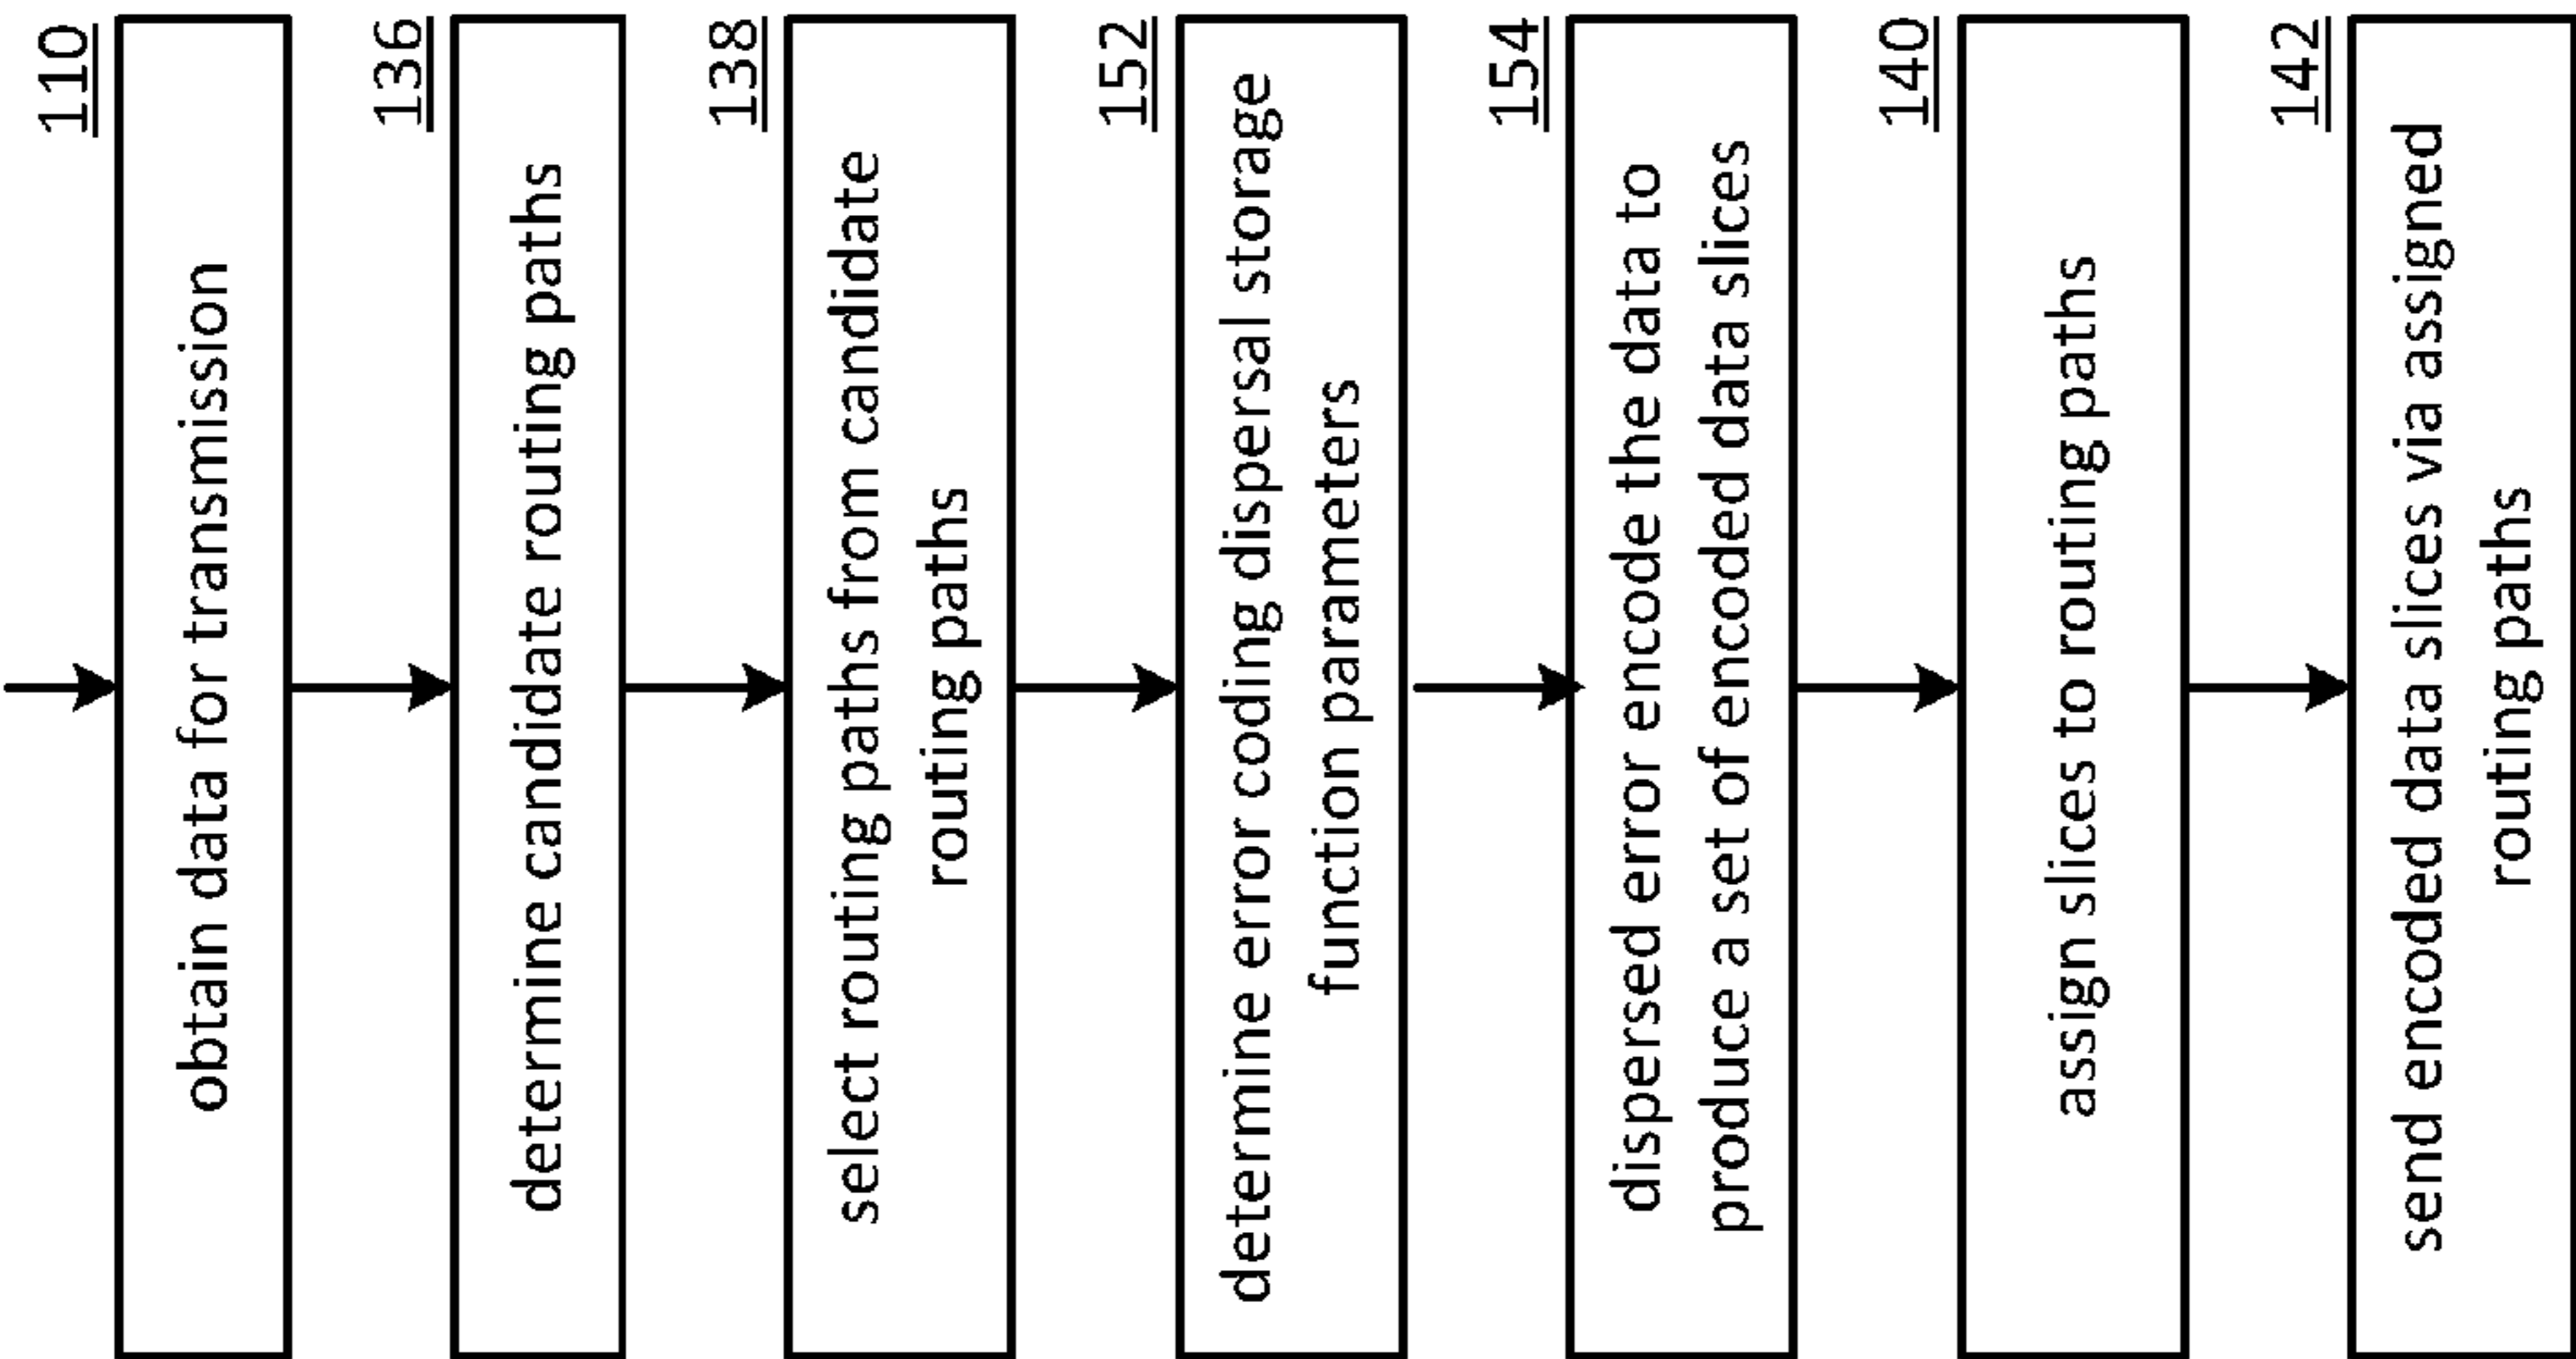 110
obtain data for transmission
136
determine candidate routing paths
138
select routing paths from candidate
routing paths
152
determine error coding dispersal storage
function parameters
154
dispersed error encode the data to
produce a set of encoded data slices
140
assign slices to routing paths
142
send encoded data slices via assigned
routing paths